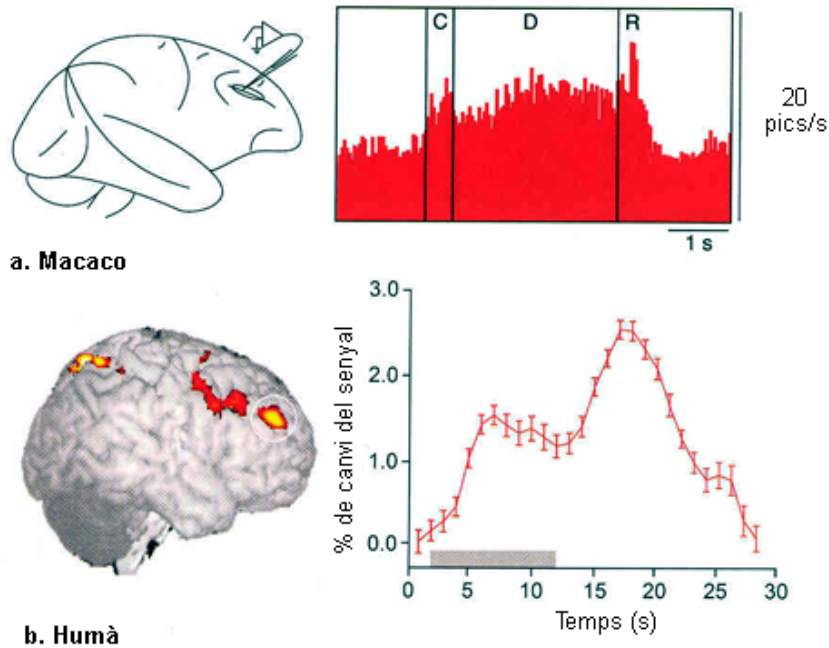 C D R
20
pics/s
1 s
a. Macaco
3.0
2.0
1.0
0.0
% de canvi del senyal
0 5 10 15 20 25 30
Temps (s)
b. Humà